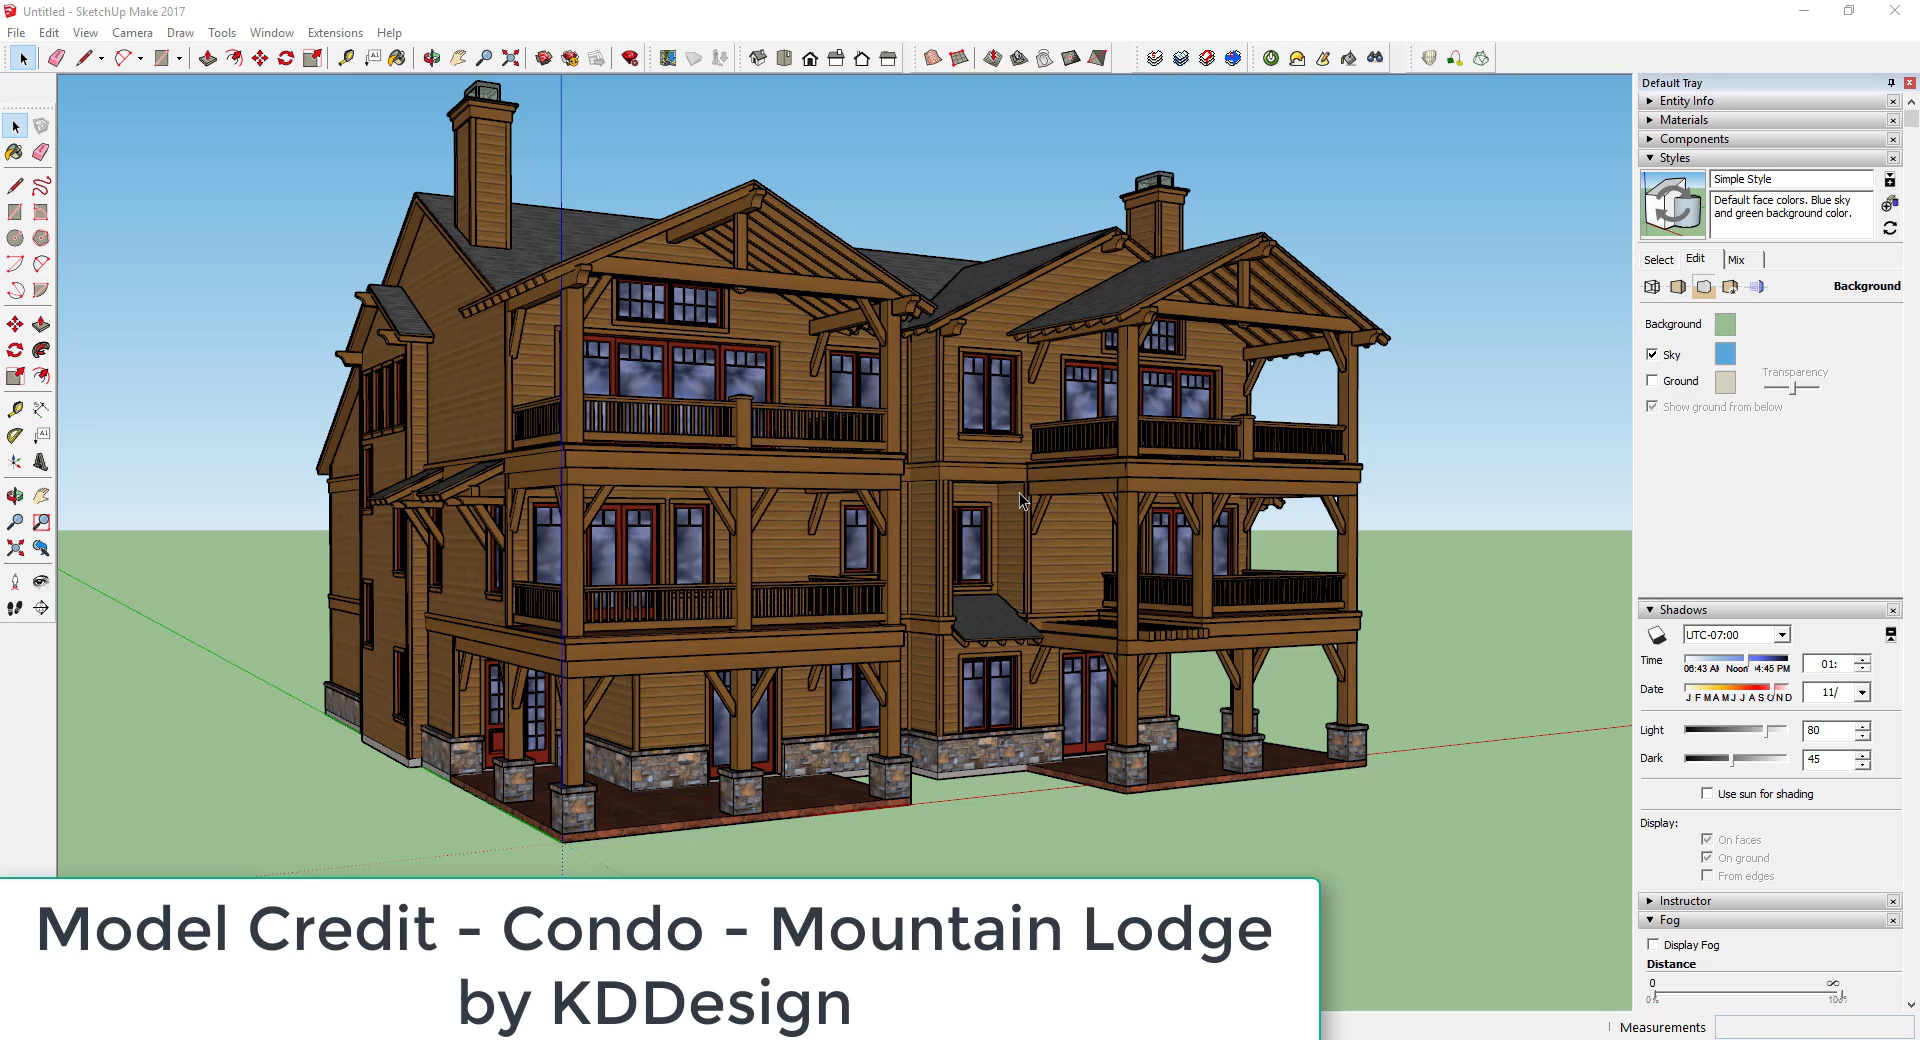 Untitled - SketchUp Make 2017
File Edit View Camera Draw Tools Window Extensions Help
Default Tray
Entity Info
Materials
Components
Styles
Simple Style
Default face colors. Blue sky
and green background color.
Select Edit Mix
Background
Background
Sky
Ground
Transparency
Show ground from below
Shadows
UTC-07:00
Time
06:43 AM Noon 04:45 PM
01:
Date
J F M A M J J A S O N D
11/
Light 80
Dark 45
Use sun for shading
Display:
On faces
On ground
From edges
Instructor
Fog
Display Fog
Distance
0 ∞
0%
Measurements
Model Credit - Condo - Mountain Lodge
by KDDesign